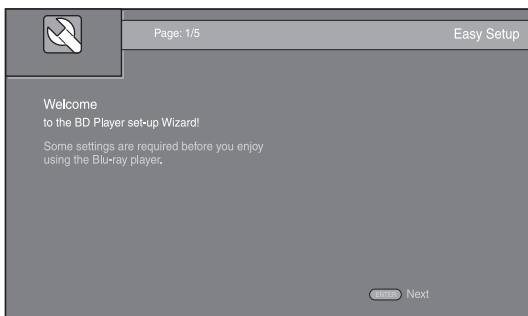 Page: 1/5
Easy Setup
Welcome
to the BD Player set-up Wizard!
Some settings are required before you enjoy
using the Blu-ray player.
ENTER Next